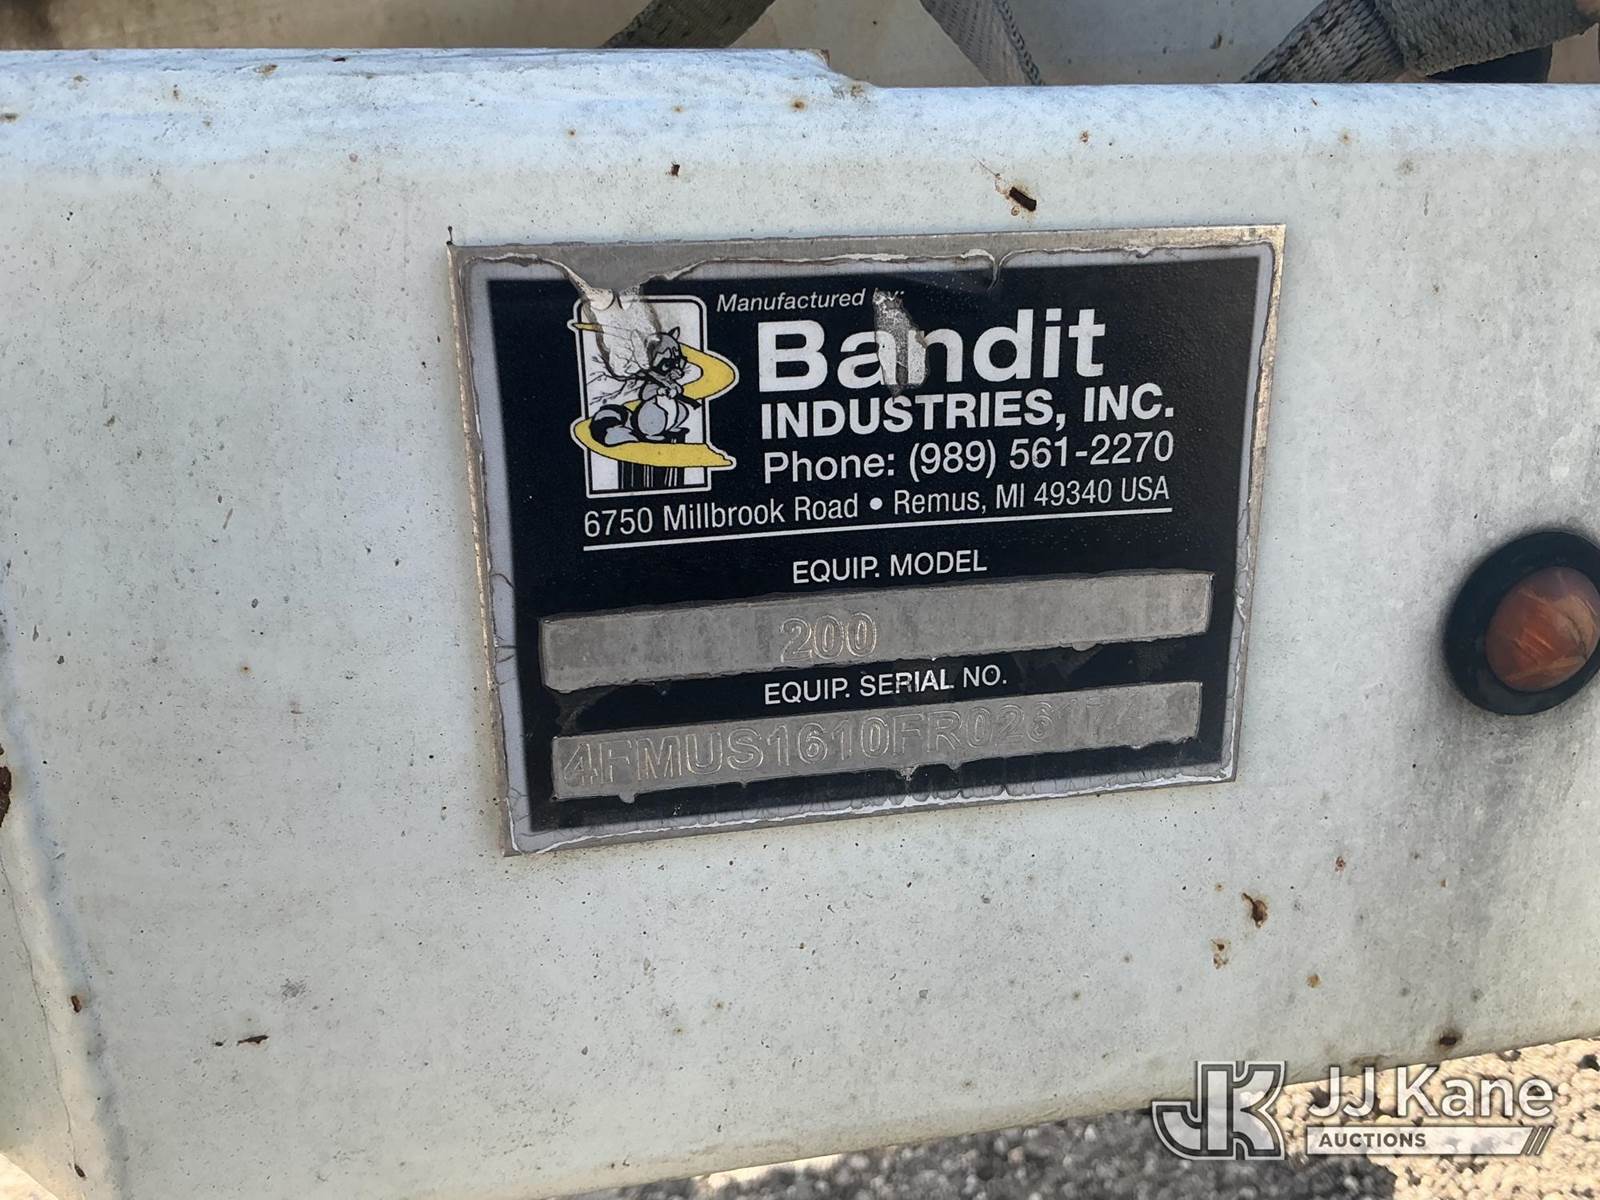 Manufactured by:
Bandit
INDUSTRIES, INC.
Phone: (989) 561-2270
6750 Millbrook Road • Remus, MI 49340 USA
EQUIP. MODEL
200
EQUIP. SERIAL NO.
JK JJ Kane
AUCTIONS